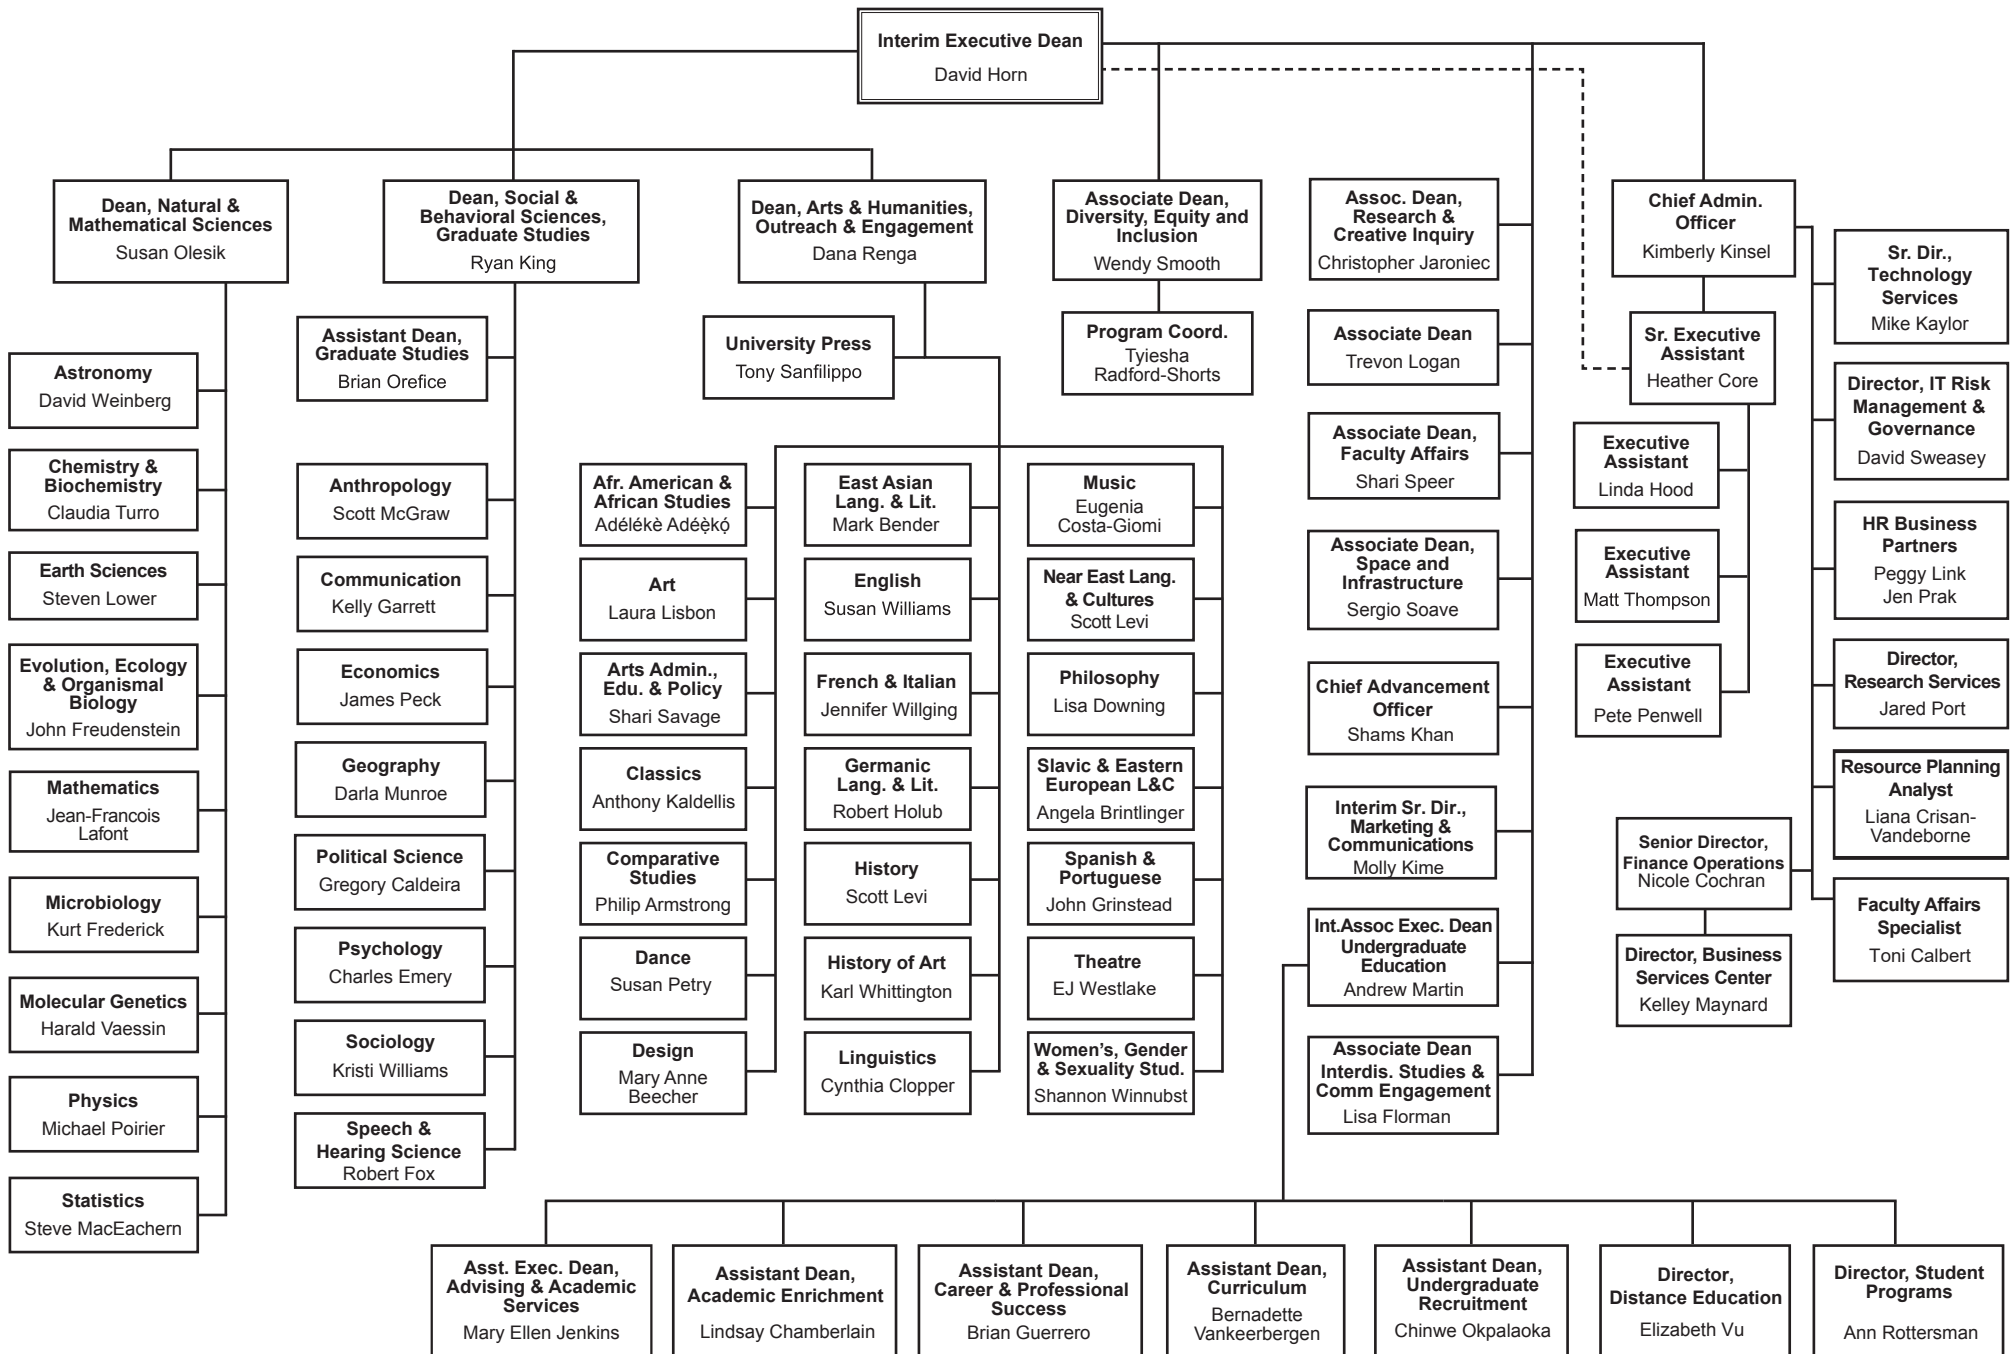 Interim Executive Dean
David Horn
Dean, Natural &
Mathematical Sciences
Susan Olesik
Dean, Social &
Behavioral Sciences,
Graduate Studies
Ryan King
Dean, Arts & Humanities,
Outreach & Engagement
Dana Renga
Associate Dean,
Diversity, Equity and
Inclusion
Wendy Smooth
Assoc. Dean,
Research &
Creative Inquiry
Christopher Jaroniec
Chief Admin.
Officer
Kimberly Kinsel
Astronomy
David Weinberg
Chemistry &
Biochemistry
Claudia Turro
Earth Sciences
Steven Lower
Evolution, Ecology
& Organismal
Biology
John Freudenstein
Mathematics
Jean-Francois
Lafont
Microbiology
Kurt Frederick
Molecular Genetics
Harald Vaessin
Physics
Michael Poirier
Statistics
Steve MacEachern
Assistant Dean,
Graduate Studies
Brian Orefice
Anthropology
Scott McGraw
Communication
Kelly Garrett
Economics
James Peck
Geography
Darla Munroe
Political Science
Gregory Caldeira
Psychology
Charles Emery
Sociology
Kristi Williams
Speech &
Hearing Science
Robert Fox
University Press
Tony Sanfilippo
Afr. American &
African Studies
Adélékè Adéẹ̀kọ́
Art
Laura Lisbon
Arts Admin.,
Edu. & Policy
Shari Savage
Classics
Anthony Kaldellis
Comparative
Studies
Philip Armstrong
Dance
Susan Petry
Design
Mary Anne
Beecher
East Asian
Lang. & Lit.
Mark Bender
English
Susan Williams
French & Italian
Jennifer Willging
Germanic
Lang. & Lit.
Robert Holub
History
Scott Levi
History of Art
Karl Whittington
Linguistics
Cynthia Clopper
Music
Eugenia
Costa-Giomi
Near East Lang.
& Cultures
Scott Levi
Philosophy
Lisa Downing
Slavic & Eastern
European L&C
Angela Brintlinger
Spanish &
Portuguese
John Grinstead
Theatre
EJ Westlake
Women's, Gender
& Sexuality Stud.
Shannon Winnubst
Program Coord.
Tyiesha
Radford-Shorts
Associate Dean
Trevon Logan
Associate Dean,
Faculty Affairs
Shari Speer
Associate Dean,
Space and
Infrastructure
Sergio Soave
Chief Advancement
Officer
Shams Khan
Interim Sr. Dir.,
Marketing &
Communications
Molly Kime
Int.Assoc Exec. Dean
Undergraduate
Education
Andrew Martin
Associate Dean
Interdis. Studies &
Comm Engagement
Lisa Florman
Sr. Executive
Assistant
Heather Core
Executive
Assistant
Linda Hood
Executive
Assistant
Matt Thompson
Executive
Assistant
Pete Penwell
Senior Director,
Finance Operations
Nicole Cochran
Director, Business
Services Center
Kelley Maynard
Sr. Dir.,
Technology
Services
Mike Kaylor
Director, IT Risk
Management &
Governance
David Sweasey
HR Business
Partners
Peggy Link
Jen Prak
Director,
Research Services
Jared Port
Resource Planning
Analyst
Liana Crisan-
Vandeborne
Faculty Affairs
Specialist
Toni Calbert
Asst. Exec. Dean,
Advising & Academic
Services
Mary Ellen Jenkins
Assistant Dean,
Academic Enrichment
Lindsay Chamberlain
Assistant Dean,
Career & Professional
Success
Brian Guerrero
Assistant Dean,
Curriculum
Bernadette
Vankeerbergen
Assistant Dean,
Undergraduate
Recruitment
Chinwe Okpalaoka
Director,
Distance Education
Elizabeth Vu
Director, Student
Programs
Ann Rottersman